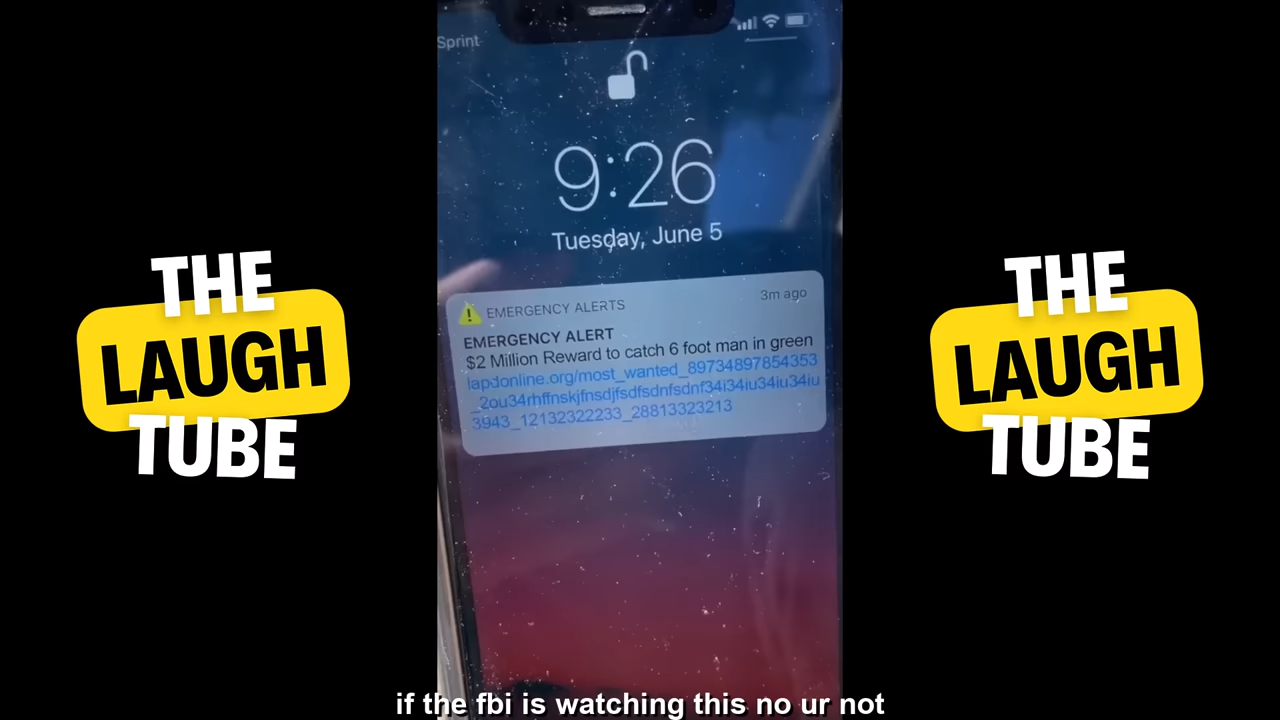 Sprint
9:26
Tuesday, June 5
EMERGENCY ALERTS
3m ago
EMERGENCY ALERT
$2 Million Reward to catch 6 foot man in green
lapdonline.org/most_wanted_89734897854353
_2ou34rhffnskjfnsdjfsdfsdnfsdnf34i34iu34iu34iu
3943_12132322233_28813323213
THE
LAUGH
TUBE
THE
LAUGH
TUBE
if the fbi is watching this no ur not